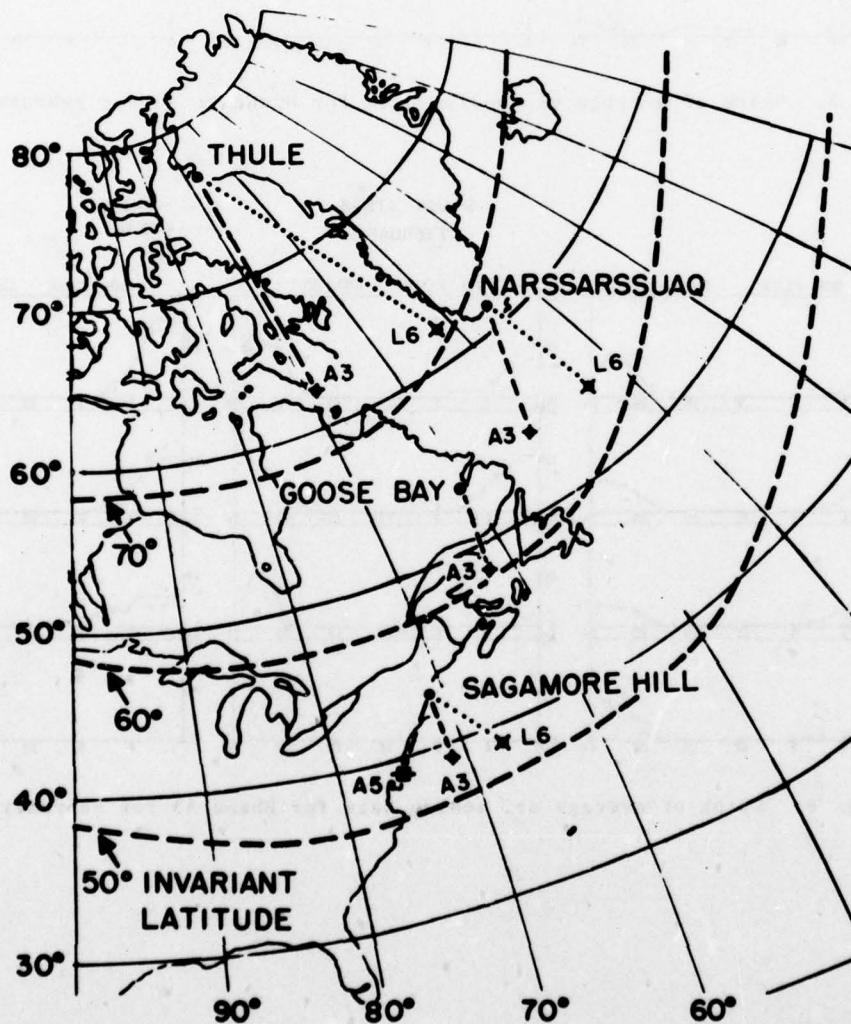 80°
THULE
NARSSARSSUAQ
70°
L6
L6
A3
A3
60°
GOOSE BAY
70°
A3
50°
SAGAMORE HILL
60°
L6
A5
A3
40°
50° INVARIANT
LATITUDE
30°
90°
80°
70°
60°